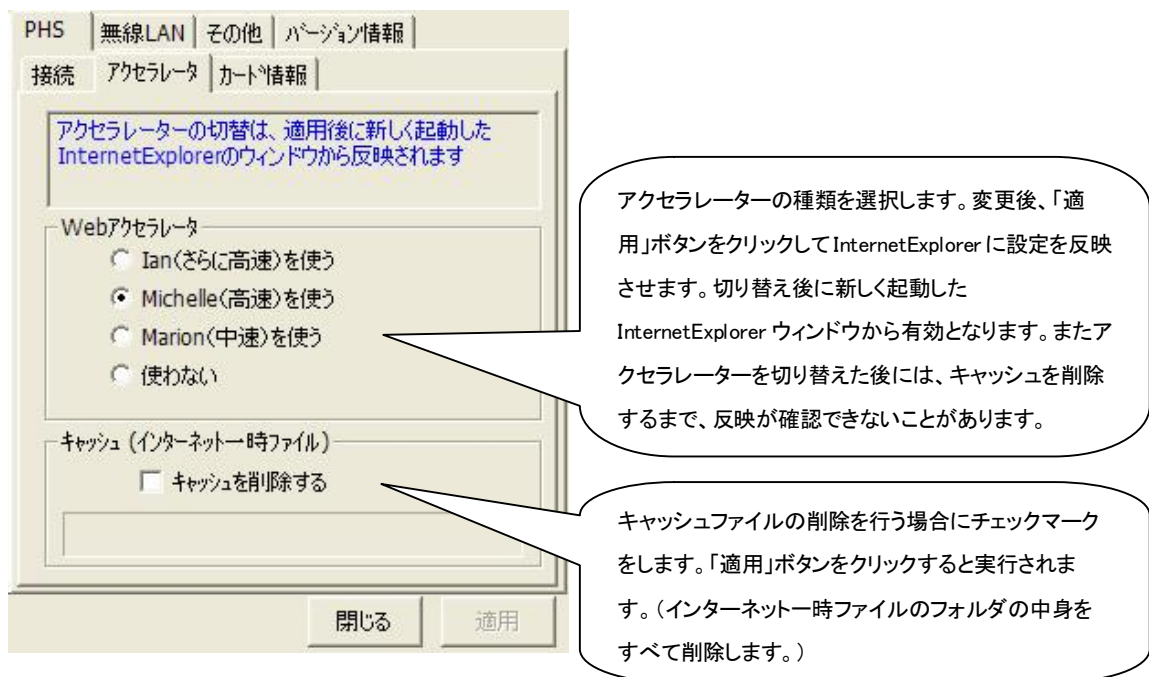 PHS 無線LAN その他 バージョン情報
接続 アクセラレータ カード情報
アクセラレーターの切替は、適用後に新しく起動した
InternetExplorerのウィンドウから反映されます
Webアクセラレータ
Ian(さらに高速)を使う
Michelle(高速)を使う
Marion(中速)を使う
使わない
キャッシュ(インターネット一時ファイル)
キャッシュを削除する
閉じる 適用
アクセラレーターの種類を選択します。変更後、「適
用」ボタンをクリックしてInternetExplorerに設定を反映
させます。切り替え後に新しく起動した
InternetExplorer ウィンドウから有効となります。またア
クセラレーターを切り替えた後には、キャッシュを削除
するまで、反映が確認できないことがあります。
キャッシュファイルの削除を行う場合にチェックマーク
をします。「適用」ボタンをクリックすると実行されま
す。(インターネット一時ファイルのフォルダの中身を
すべて削除します。)